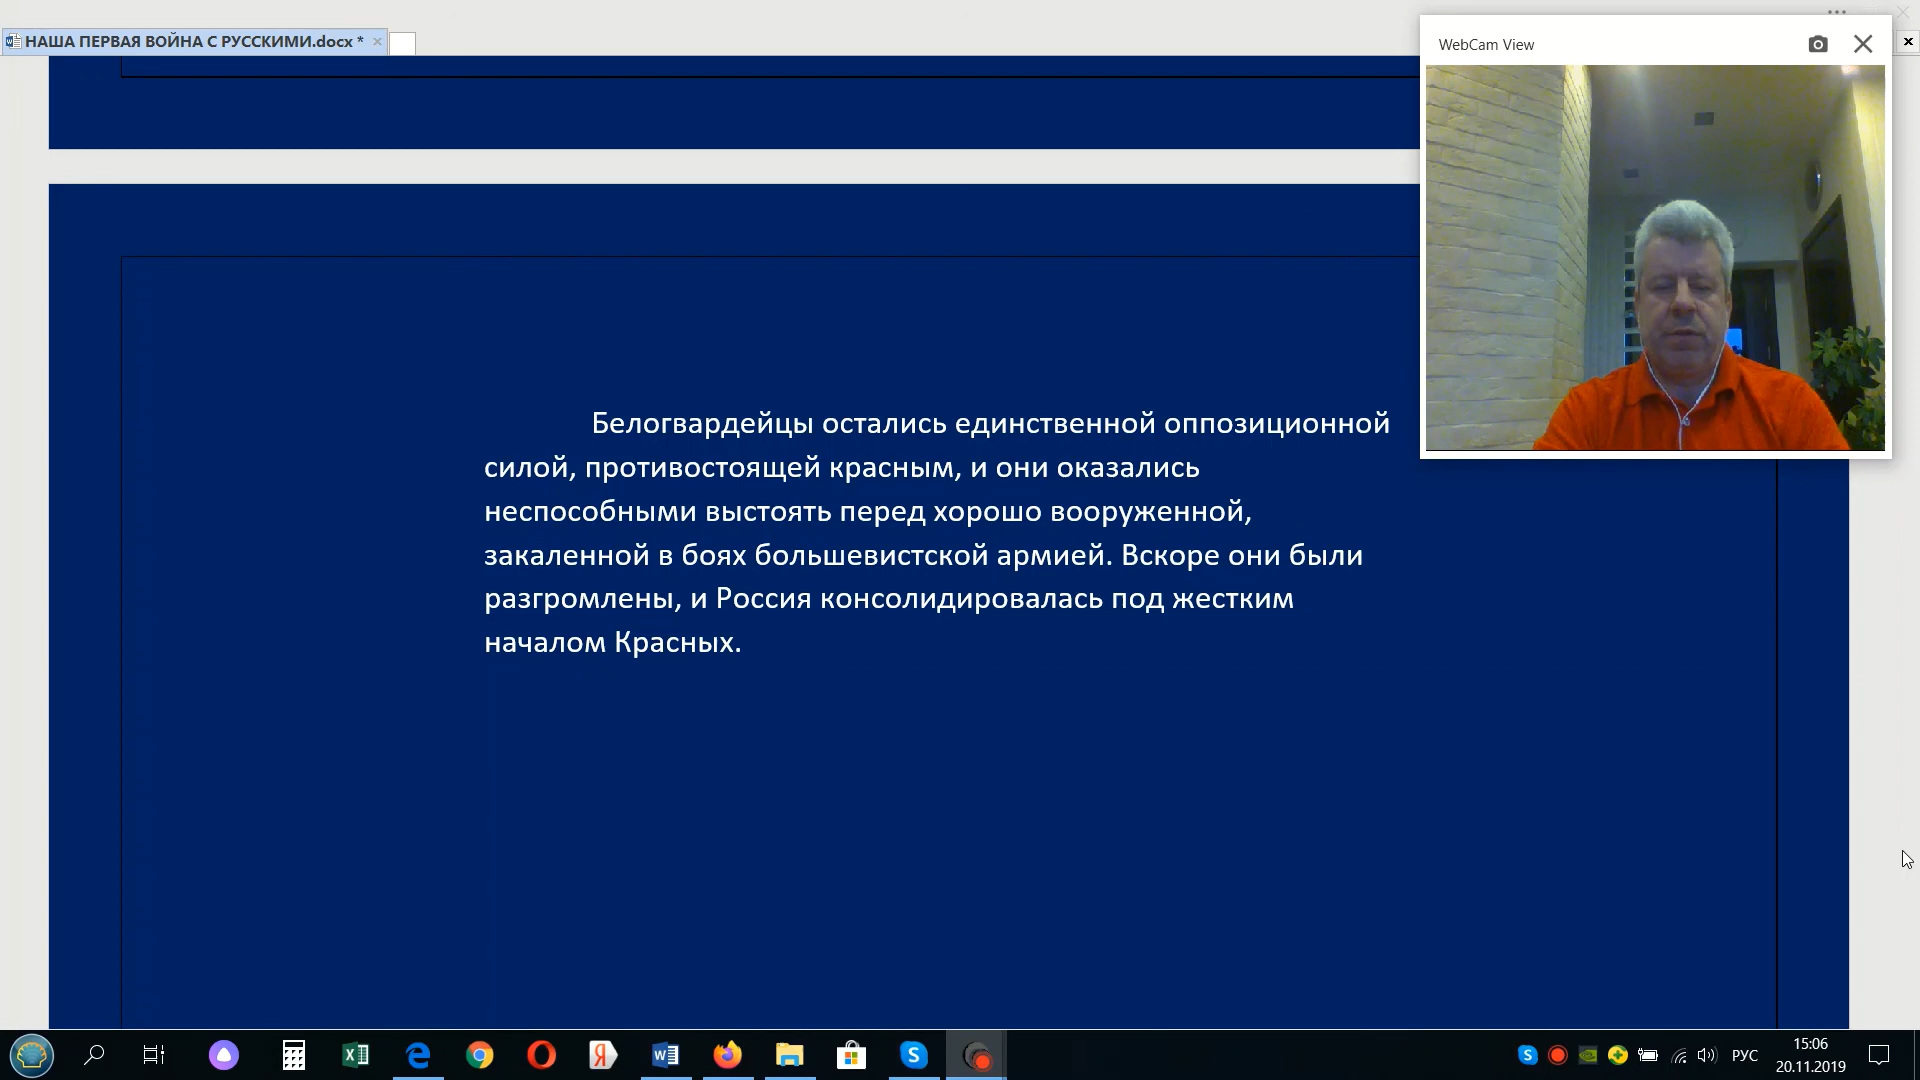 НАША ПЕРВАЯ ВОЙНА С РУССКИМИ.docx *
WebCam View
Белогвардейцы остались единственной оппозиционной
силой, противостоящей красным, и они оказались
неспособными выстоять перед хорошо вооруженной,
закаленной в боях большевистской армией. Вскоре они были
разгромлены, и Россия консолидировалась под жестким
началом Красных.
РУС
15:06
20.11.2019